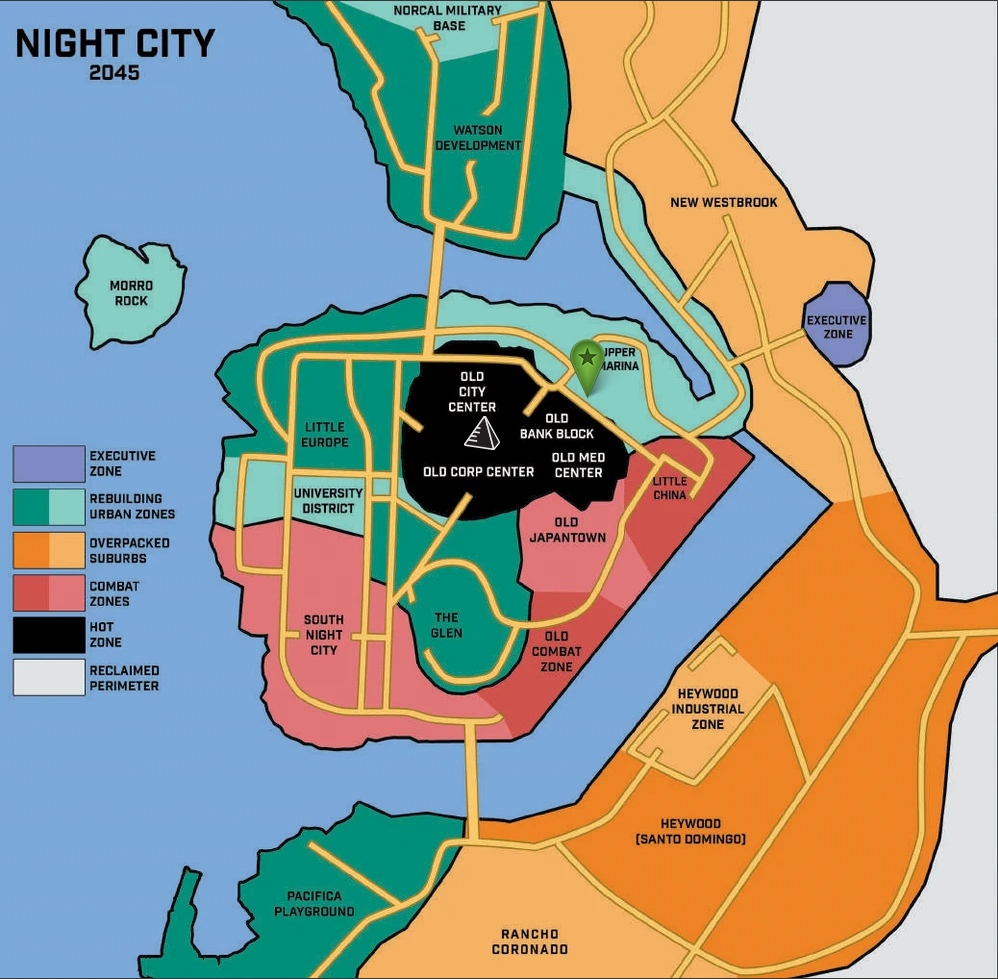 NIGHT CITY
2045
NORCAL MILITARY
BASE
WATSON
DEVELOPMENT
NEW WESTBROOK
MORRO
ROCK
EXECUTIVE
ZONE
UPPER
MARINA
OLD
CITY
CENTER
OLD
BANK BLOCK
LITTLE
EUROPE
OLD CORP CENTER
OLD MED
CENTER
LITTLE
CHINA
UNIVERSITY
DISTRICT
OLD
JAPANTOWN
SOUTH
NIGHT
CITY
THE
GLEN
OLD
COMBAT
ZONE
EXECUTIVE
ZONE
REBUILDING
URBAN ZONES
OVERPACKED
SUBURBS
COMBAT
ZONES
HOT
ZONE
RECLAIMED
PERIMETER
HEYWOOD
INDUSTRIAL
ZONE
HEYWOOD
(SANTO DOMINGO)
PACIFICA
PLAYGROUND
RANCHO
CORONADO